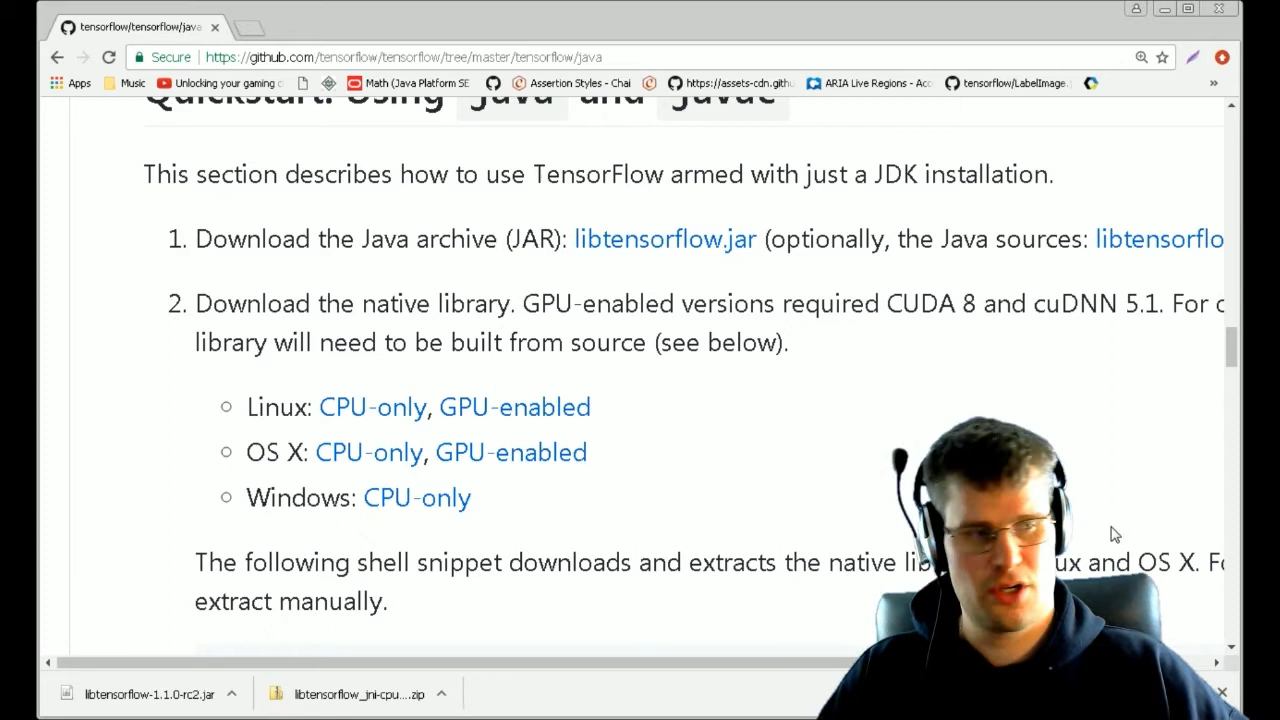 tensorflow/tensorflow/java
Secure https://github.com/tensorflow/tensorflow/tree/master/tensorflow/java
Apps Music Unlocking your gaming Math (Java Platform SE Assertion Styles - Chai https://assets-cdn.gith ARIA Live Regions - Acc tensorflow/LabelImage. »
Quickstart: Using java and javac
This section describes how to use TensorFlow armed with just a JDK installation.
1. Download the Java archive (JAR): libtensorflow.jar (optionally, the Java sources: libtensorflo
2. Download the native library. GPU-enabled versions required CUDA 8 and cuDNN 5.1. For
library will need to be built from source (see below).
Linux: CPU-only, GPU-enabled
OS X: CPU-only, GPU-enabled
Windows: CPU-only
The following shell snippet downloads and extracts the native lib ux and OS X. Fo
extract manually.
libtensorflow-1.1.0-rc2.jar libtensorflow_jni-cpu....zip